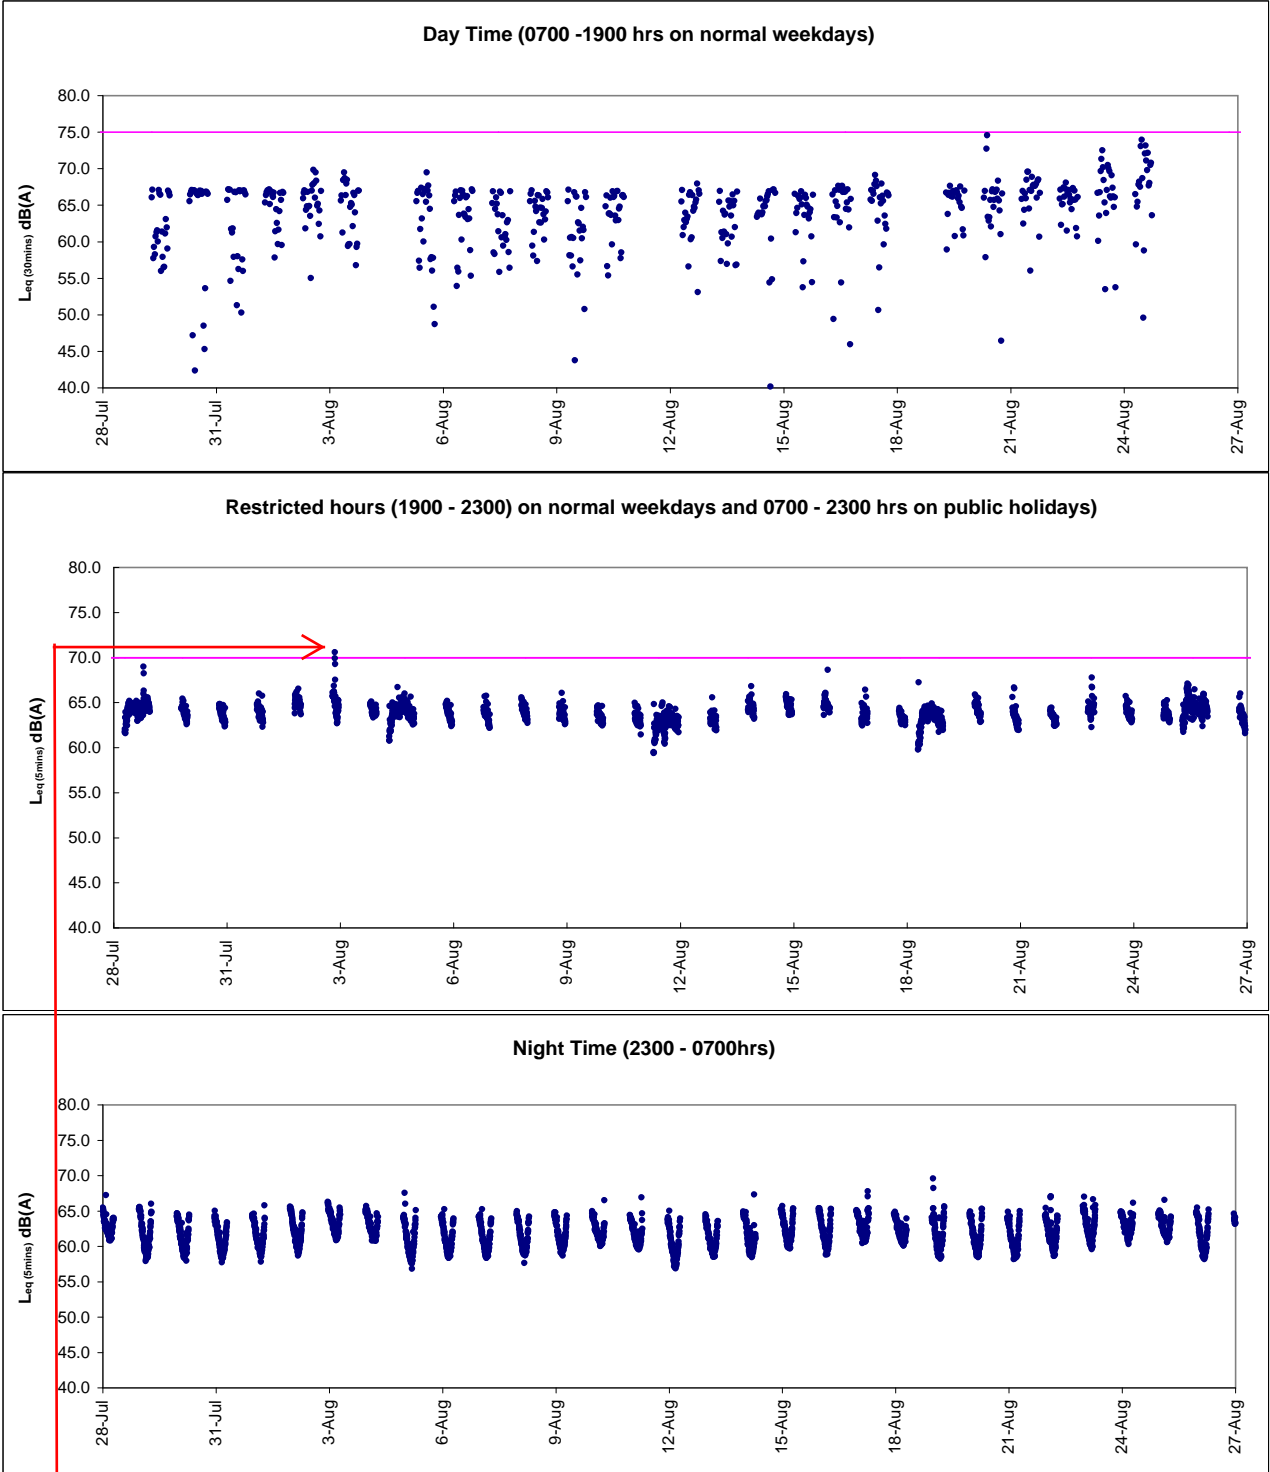 Day Time (0700 -1900 hrs on normal weekdays)
80.0
75.0
70.0
65.0
60.0
55.0
50.0
45.0
40.0
Leq (30mins) dB(A)
28-Jul
31-Jul
3-Aug
6-Aug
9-Aug
12-Aug
15-Aug
18-Aug
21-Aug
24-Aug
27-Aug
Restricted hours (1900 - 2300) on normal weekdays and 0700 - 2300 hrs on public holidays)
80.0
75.0
70.0
65.0
60.0
55.0
50.0
45.0
40.0
Leq (5mins) dB(A)
28-Jul
31-Jul
3-Aug
6-Aug
9-Aug
12-Aug
15-Aug
18-Aug
21-Aug
24-Aug
27-Aug
Night Time (2300 - 0700hrs)
80.0
75.0
70.0
65.0
60.0
55.0
50.0
45.0
40.0
Leq (5mins) dB(A)
28-Jul
31-Jul
3-Aug
6-Aug
9-Aug
12-Aug
15-Aug
18-Aug
21-Aug
24-Aug
27-Aug